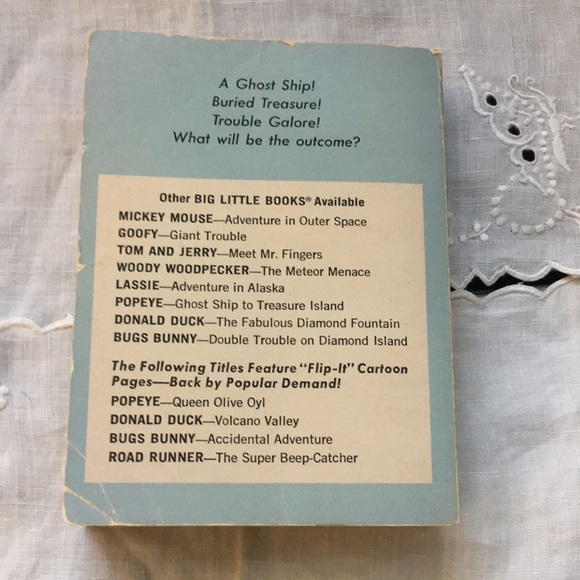 A Ghost Ship!
Buried Treasure!
Trouble Galore!
What will be the outcome?
Other BIG LITTLE BOOKS® Available
MICKEY MOUSE—Adventure in Outer Space
GOOFY—Giant Trouble
TOM AND JERRY—Meet Mr. Fingers
WOODY WOODPECKER—The Meteor Menace
LASSIE—Adventure in Alaska
POPEYE—Ghost Ship to Treasure Island
DONALD DUCK—The Fabulous Diamond Fountain
BUGS BUNNY—Double Trouble on Diamond Island
The Following Titles Feature "Flip-It" Cartoon
Pages—Back by Popular Demand!
POPEYE—Queen Olive Oyl
DONALD DUCK—Volcano Valley
BUGS BUNNY—Accidental Adventure
ROAD RUNNER—The Super Beep-Catcher